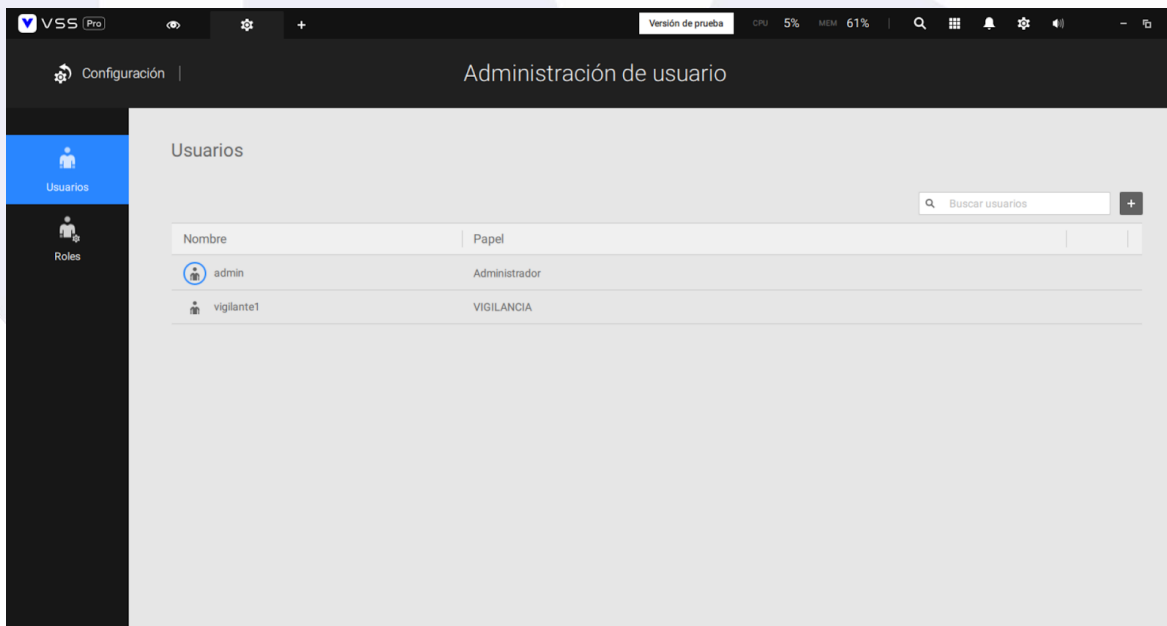 VSS Pro
Versión de prueba
CPU 5% MEM 61%
Configuración
Administración de usuario
Usuarios
Roles
Usuarios
Buscar usuarios
+
Nombre Papel
admin Administrador
vigilante1 VIGILANCIA